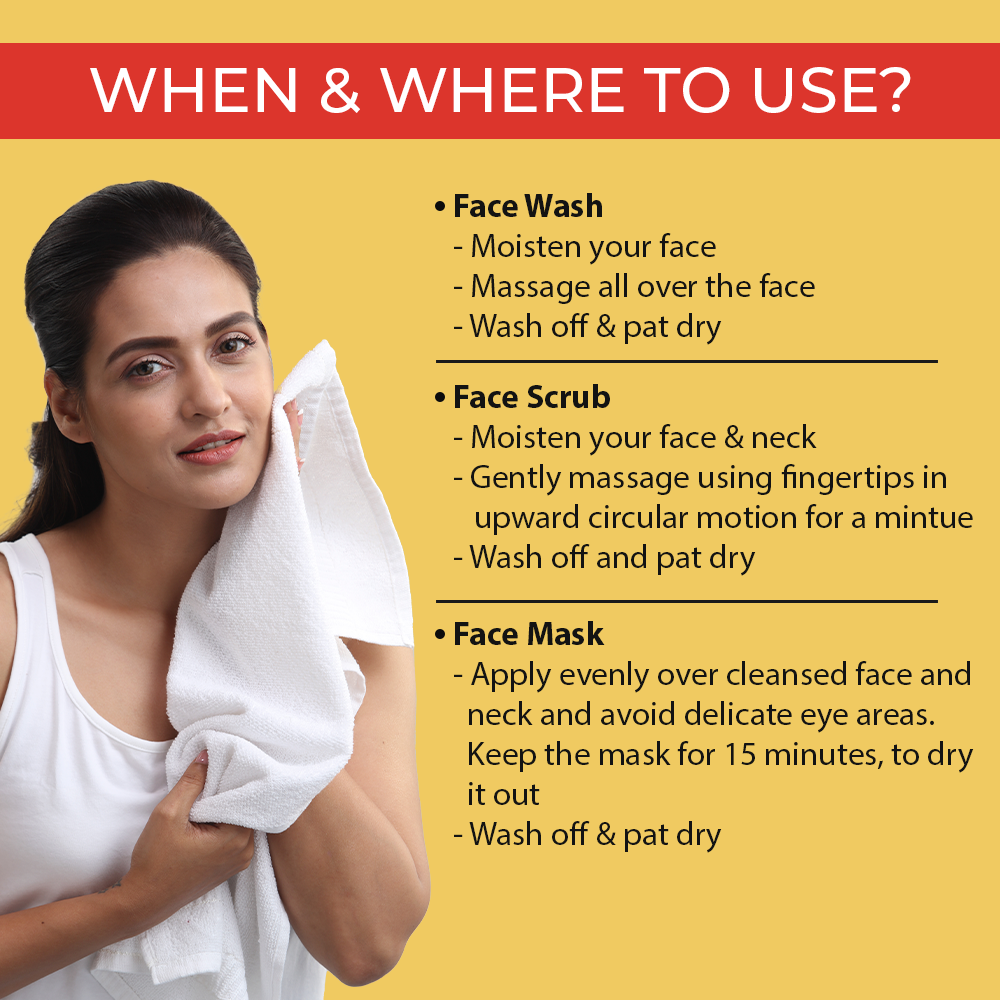 WHEN & WHERE TO USE?
• Face Wash
- Moisten your face
- Massage all over the face
- Wash off & pat dry
• Face Scrub
- Moisten your face & neck
- Gently massage using fingertips in
upward circular motion for a mintue
- Wash off and pat dry
• Face Mask
- Apply evenly over cleansed face and
neck and avoid delicate eye areas.
Keep the mask for 15 minutes, to dry
it out
- Wash off & pat dry